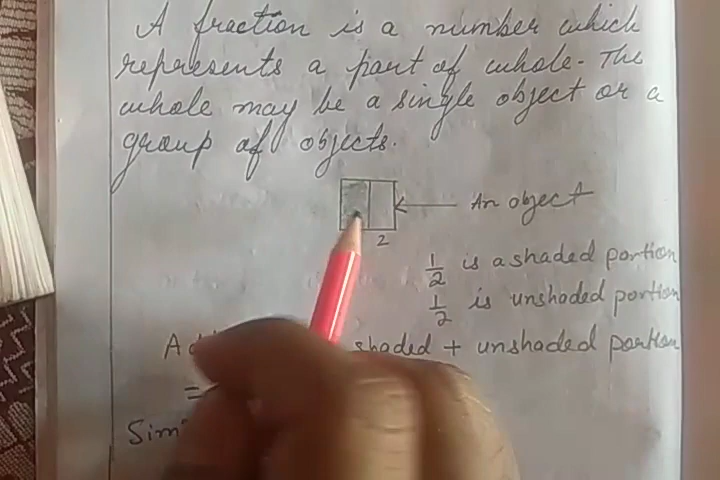 A fraction is a number which
represents a part of whole. The
whole may be a single object or a
group of objects.
An object
2
1/2 is a shaded portion
1/2 is unshaded portion
shaded + unshaded portion
=